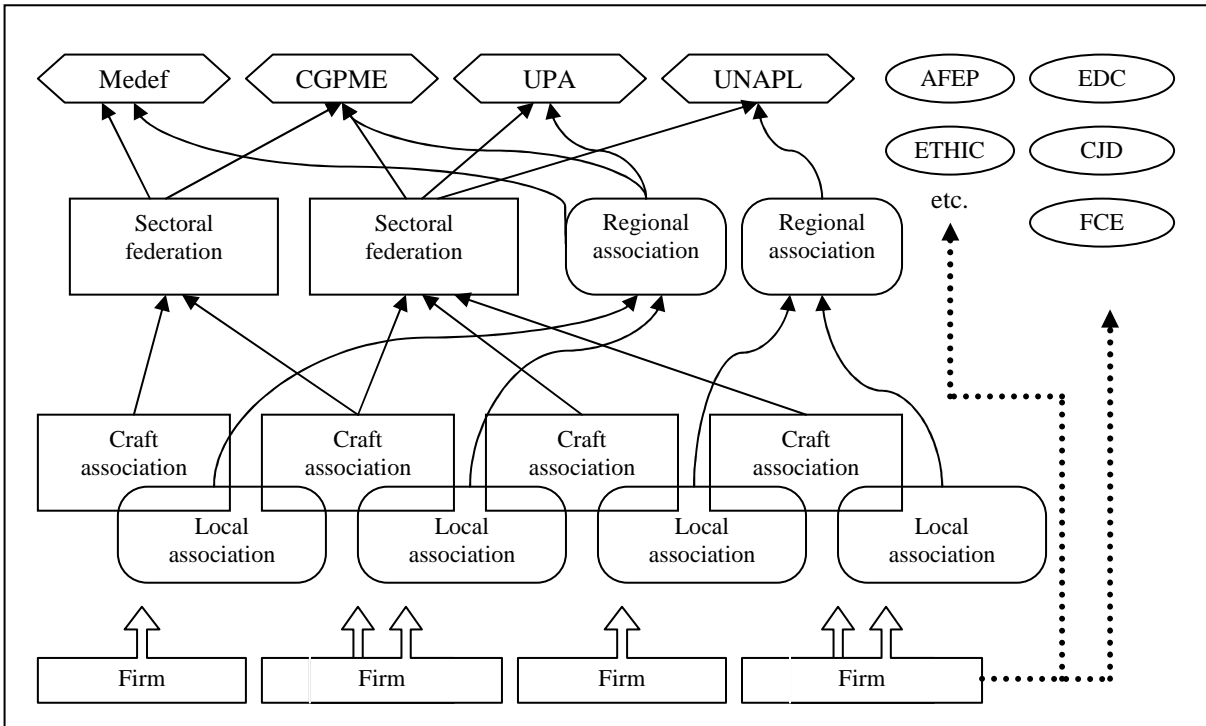 Medef
CGPME
UPA
UNAPL
AFEP
EDC
ETHIC
CJD
etc.
FCE
Sectoral
federation
Sectoral
federation
Regional
association
Regional
association
Craft
association
Craft
association
Craft
association
Craft
association
Local
association
Local
association
Local
association
Local
association
Firm
Firm
Firm
Firm